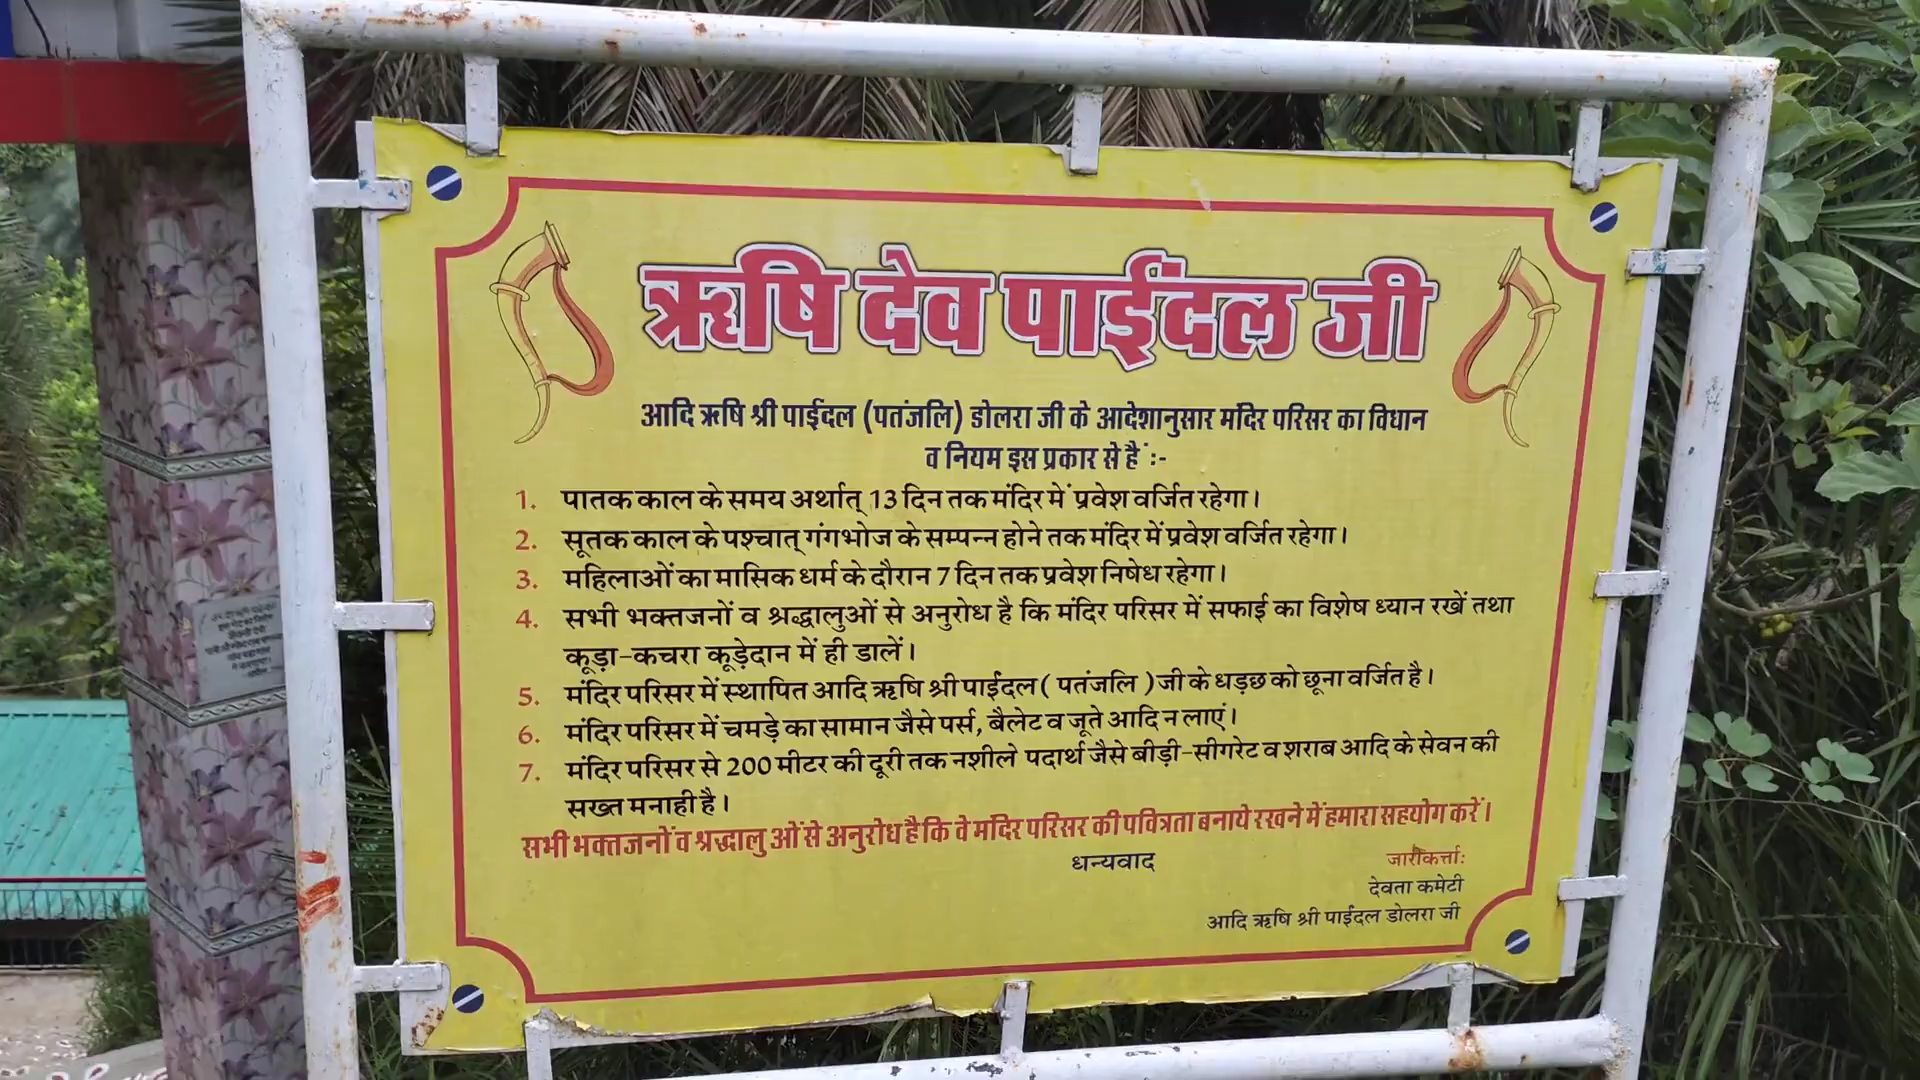 ऋषि देव पाईंदल जी
आदि ऋषि श्री पाईंदल (पतंजलि) डोलरा जी के आदेशानुसार मंदिर परिसर का विधान
व नियम इस प्रकार से हैं :-
1. पातक काल के समय अर्थात् 13 दिन तक मंदिर में प्रवेश वर्जित रहेगा।
2. सूतक काल के पश्चात् गंगभोज के सम्पन्न होने तक मंदिर में प्रवेश वर्जित रहेगा।
3. महिलाओं का मासिक धर्म के दौरान 7 दिन तक प्रवेश निषेध रहेगा।
4. सभी भक्तजनों व श्रद्धालुओं से अनुरोध है कि मंदिर परिसर में सफाई का विशेष ध्यान रखें तथा
कूड़ा-कचरा कूड़ेदान में ही डालें।
5. मंदिर परिसर में स्थापित आदि ऋषि श्री पाईंदल ( पतंजलि ) जी के धड़छ को छूना वर्जित है।
6. मंदिर परिसर में चमड़े का सामान जैसे पर्स, बैलेट व जूते आदि न लाएं।
7. मंदिर परिसर से 200 मीटर की दूरी तक नशीले पदार्थ जैसे बीड़ी-सीगरेट व शराब आदि के सेवन की
सख्त मनाही है।
सभी भक्तजनों व श्रद्धालु ओं से अनुरोध है कि वे मंदिर परिसर की पवित्रता बनाये रखने में हमारा सहयोग करें।
धन्यवाद
जारीकर्त्ताः
देवता कमेटी
आदि ऋषि श्री पाईंदल डोलरा जी